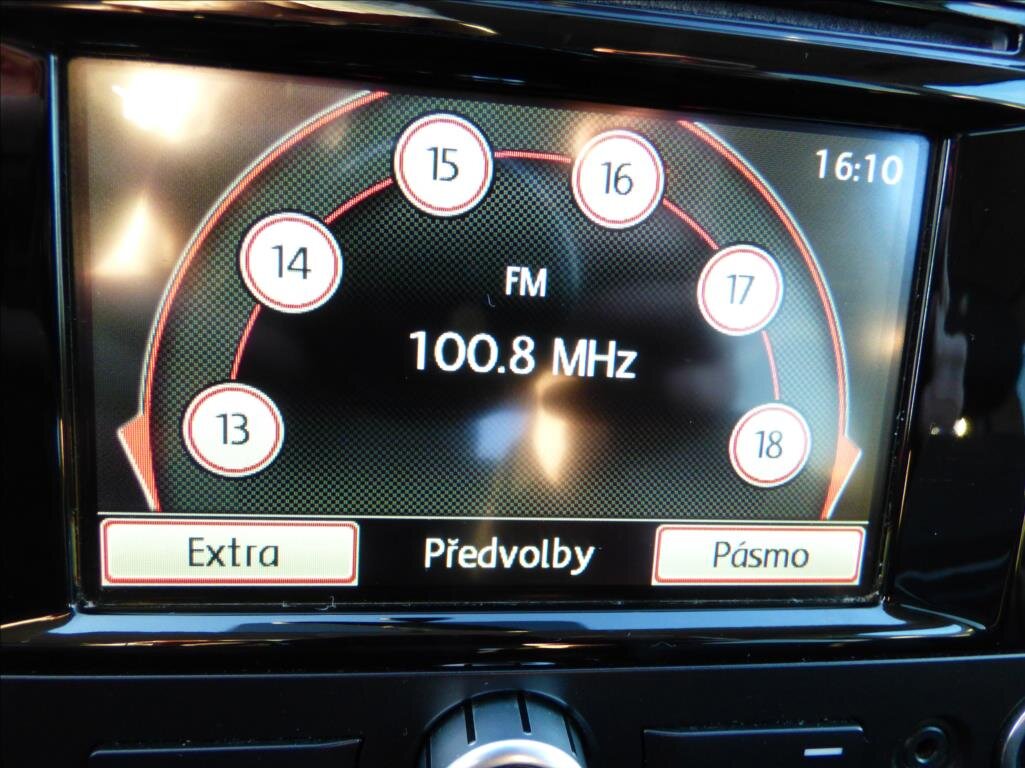 15
16
16:10
14
17
FM
100.8 MHz
13
18
Extra
Předvolby
Pásmo